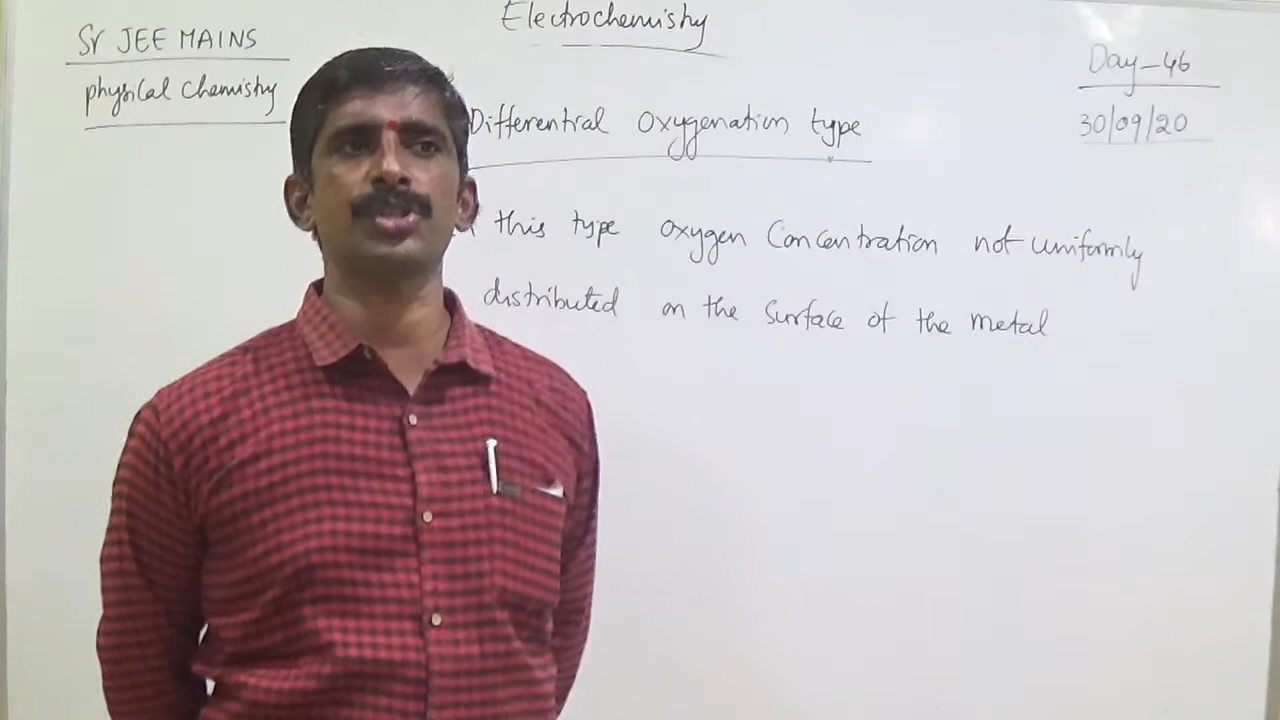 Electrochemistry
Sr JEE MAINS
physical Chemistry
Day-46
30/09/20
Differential Oxygenation type
this type oxygen Concentration not uniformly
distributed on the surface of the metal